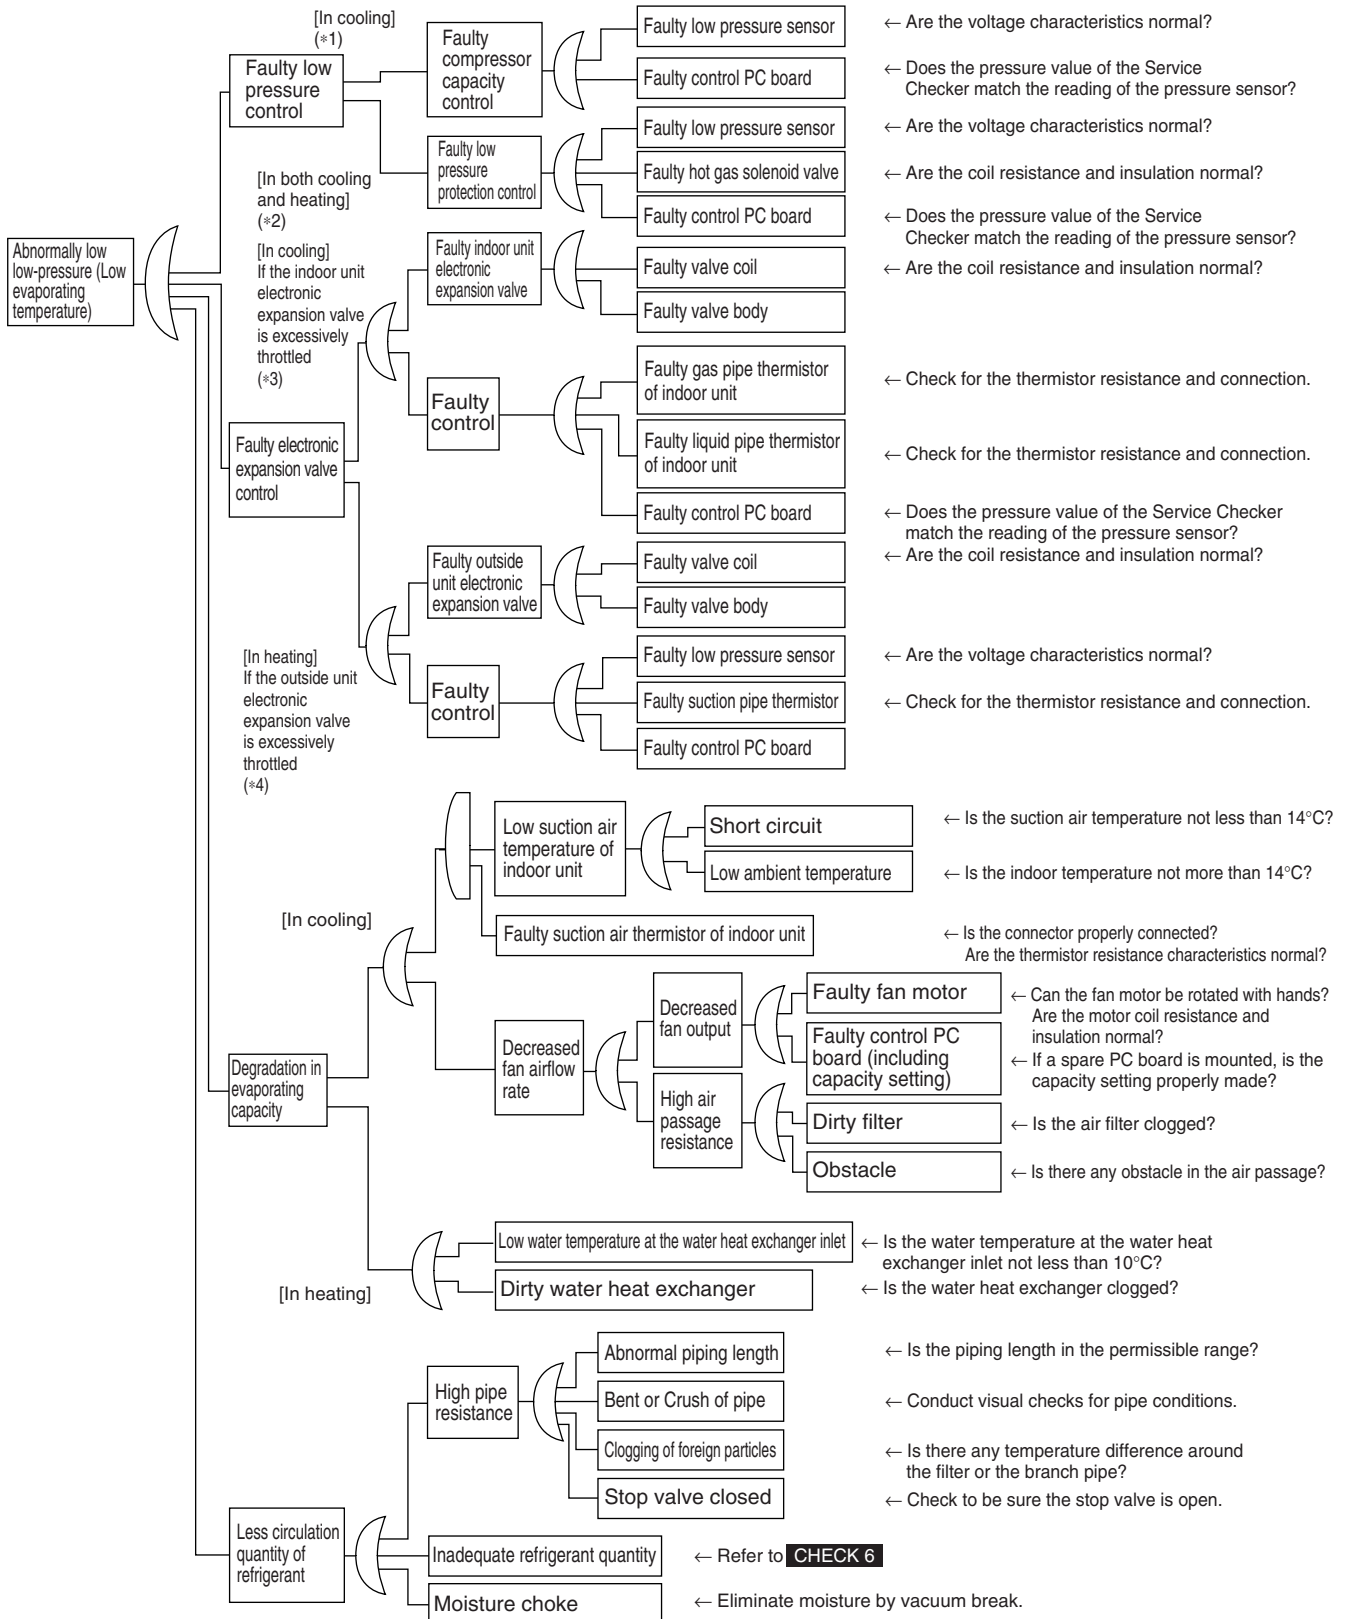 [In cooling]
(*1)
Faulty low
pressure
control
Faulty
compressor
capacity
control
Faulty low pressure sensor
← Are the voltage characteristics normal?
Faulty control PC board
← Does the pressure value of the Service
Checker match the reading of the pressure sensor?
Faulty low
pressure
protection control
Faulty low pressure sensor
← Are the voltage characteristics normal?
Faulty hot gas solenoid valve
← Are the coil resistance and insulation normal?
Faulty control PC board
← Does the pressure value of the Service
Checker match the reading of the pressure sensor?
[In both cooling
and heating]
(*2)
Abnormally low
low-pressure (Low
evaporating
temperature)
[In cooling]
If the indoor unit
electronic
expansion valve
is excessively
throttled
(*3)
Faulty indoor unit
electronic
expansion valve
Faulty valve coil
← Are the coil resistance and insulation normal?
Faulty valve body
Faulty
control
Faulty gas pipe thermistor
of indoor unit
← Check for the thermistor resistance and connection.
Faulty liquid pipe thermistor
of indoor unit
← Check for the thermistor resistance and connection.
Faulty control PC board
← Does the pressure value of the Service Checker
match the reading of the pressure sensor?
Faulty electronic
expansion valve
control
Faulty outside
unit electronic
expansion valve
Faulty valve coil
← Are the coil resistance and insulation normal?
Faulty valve body
[In heating]
If the outside unit
electronic
expansion valve
is excessively
throttled
(*4)
Faulty
control
Faulty low pressure sensor
← Are the voltage characteristics normal?
Faulty suction pipe thermistor
← Check for the thermistor resistance and connection.
Faulty control PC board
Low suction air
temperature of
indoor unit
Short circuit
← Is the suction air temperature not less than 14°C?
Low ambient temperature
← Is the indoor temperature not more than 14°C?
[In cooling]
Faulty suction air thermistor of indoor unit
← Is the connector properly connected?
Are the thermistor resistance characteristics normal?
Degradation in
evaporating
capacity
Decreased
fan airflow
rate
Decreased
fan output
Faulty fan motor
← Can the fan motor be rotated with hands?
Are the motor coil resistance and
insulation normal?
Faulty control PC
board (including
capacity setting)
← If a spare PC board is mounted, is the
capacity setting properly made?
High air
passage
resistance
Dirty filter
← Is the air filter clogged?
Obstacle
← Is there any obstacle in the air passage?
[In heating]
Low water temperature at the water heat exchanger inlet
← Is the water temperature at the water heat
exchanger inlet not less than 10°C?
Dirty water heat exchanger
← Is the water heat exchanger clogged?
High pipe
resistance
Abnormal piping length
← Is the piping length in the permissible range?
Bent or Crush of pipe
← Conduct visual checks for pipe conditions.
Clogging of foreign particles
← Is there any temperature difference around
the filter or the branch pipe?
Stop valve closed
← Check to be sure the stop valve is open.
Less circulation
quantity of
refrigerant
Inadequate refrigerant quantity
← Refer to CHECK 6
Moisture choke
← Eliminate moisture by vacuum break.